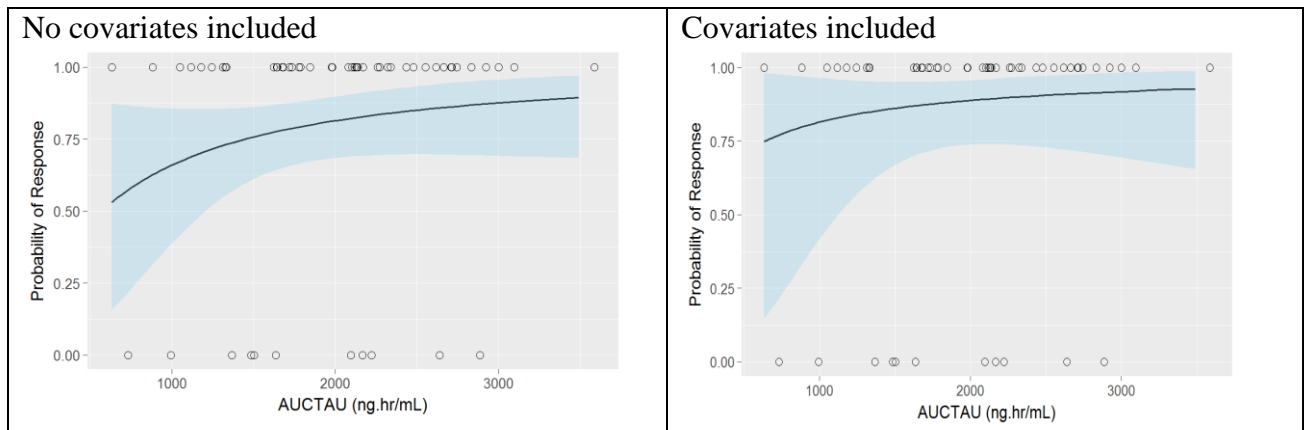 No covariates included
1.00
0.75
0.50
0.25
0.00
Probability of Response
1000 2000 3000
AUCTAU (ng.hr/mL)
Covariates included
1.00
0.75
0.50
0.25
0.00
Probability of Response
1000 2000 3000
AUCTAU (ng.hr/mL)